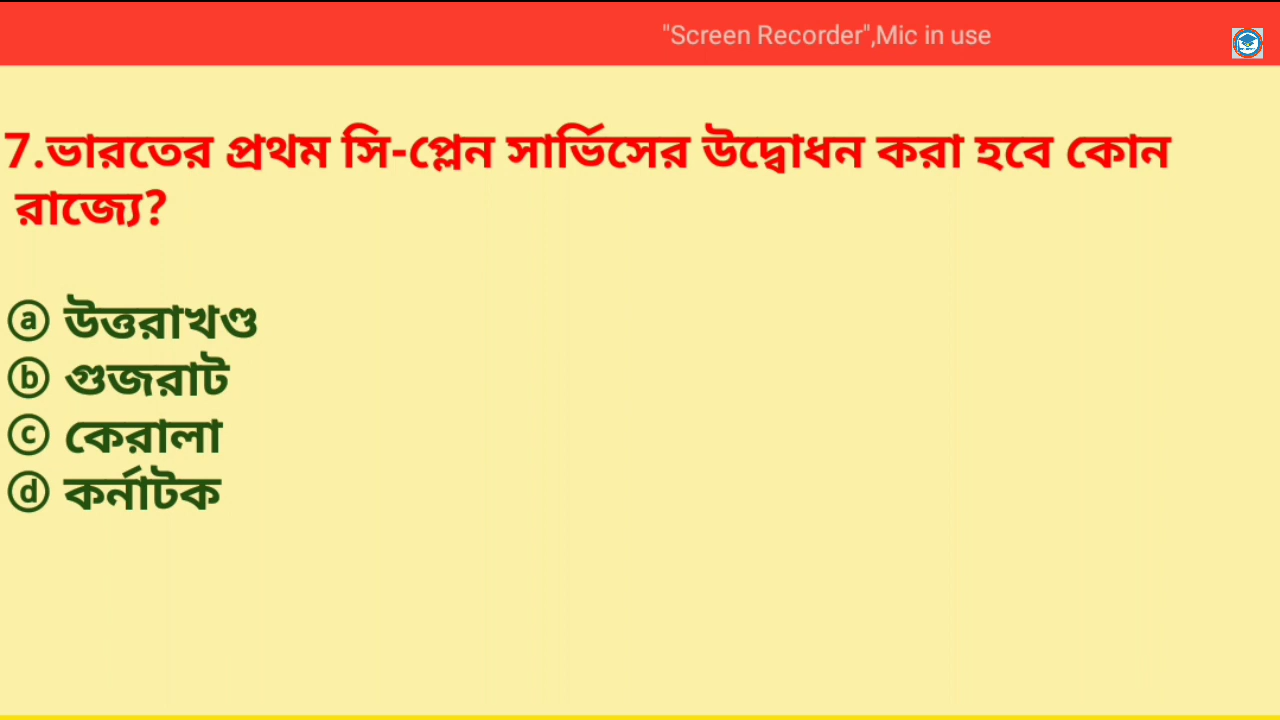 "Screen Recorder",Mic in use
7.ভারতের প্রথম সি-প্লেন সার্ভিসের উদ্বোধন করা হবে কোন
রাজ্যে?
ⓐ উত্তরাখণ্ড
ⓑ গুজরাট
ⓒ কেরালা
ⓓ কর্নাটক